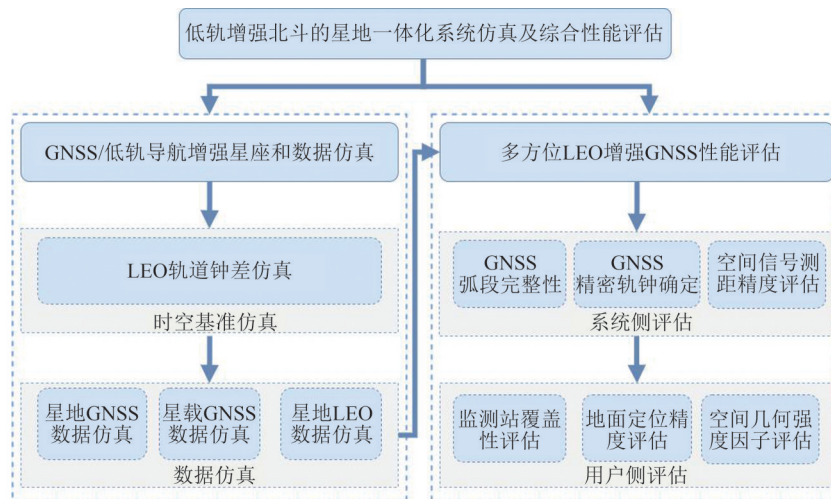 低轨增强北斗的星地一体化系统仿真及综合性能评估
GNSS/低轨导航增强星座和数据仿真
LEO轨道钟差仿真
时空基准仿真
星地GNSS
数据仿真
星载GNSS
数据仿真
星地LEO
数据仿真
数据仿真
多方位LEO增强GNSS性能评估
GNSS
弧段完整性
GNSS
精密轨钟确定
空间信号测
距精度评估
系统侧评估
监测站覆盖
性评估
地面定位精
度评估
空间几何强
度因子评估
用户侧评估